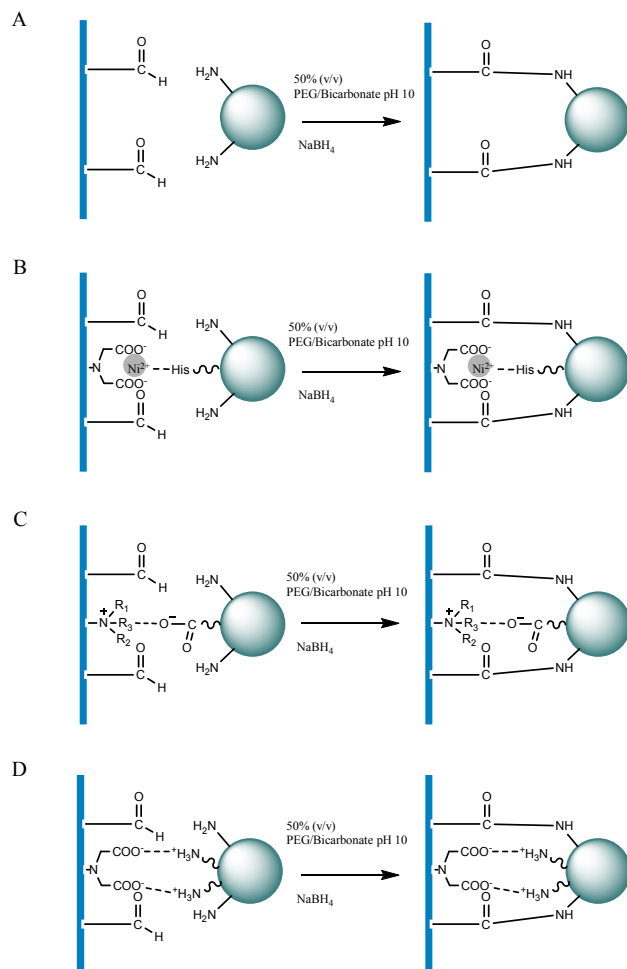 A
O
C
H
H₂N
50% (v/v)
PEG/Bicarbonate pH 10
NaBH₄
O
C
H
H₂N
O
C
NH
O
C
NH
B
O
C
H
H₂N
50% (v/v)
PEG/Bicarbonate pH 10
COO⁻
N
Ni²⁺
His
COO⁻
NaBH₄
O
C
H
H₂N
O
C
NH
COO⁻
N
Ni²⁺
His
COO⁻
O
C
NH
C
O
C
H
H₂N
50% (v/v)
PEG/Bicarbonate pH 10
+
N
R₁
R₃
R₂
O⁻
C
O
NaBH₄
O
C
H
H₂N
O
C
NH
+
N
R₁
R₃
R₂
O⁻
C
O
O
C
NH
D
O
C
H
H₂N
50% (v/v)
PEG/Bicarbonate pH 10
COO⁻
⁺H₃N
N
COO⁻
⁺H₃N
NaBH₄
O
C
H
H₂N
O
C
NH
COO⁻
⁺H₃N
N
COO⁻
⁺H₃N
O
C
NH